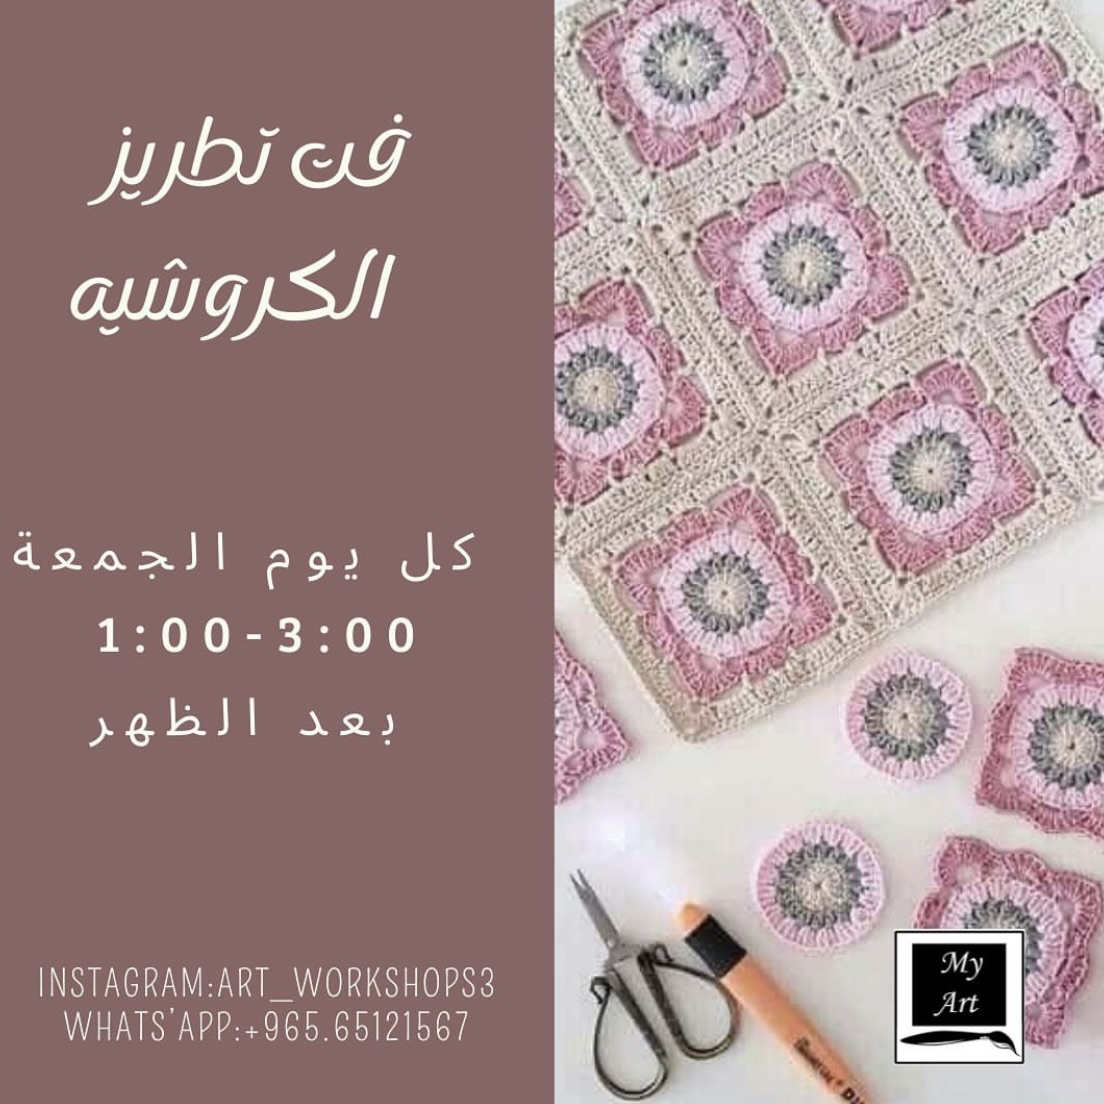 فن تطريز
الكروشيه
كل يوم الجمعة
1:00-3:00
بعد الظهر
INSTAGRAM:ART_WORKSHOPS3
WHATS'APP:+965.65121567
My
Art